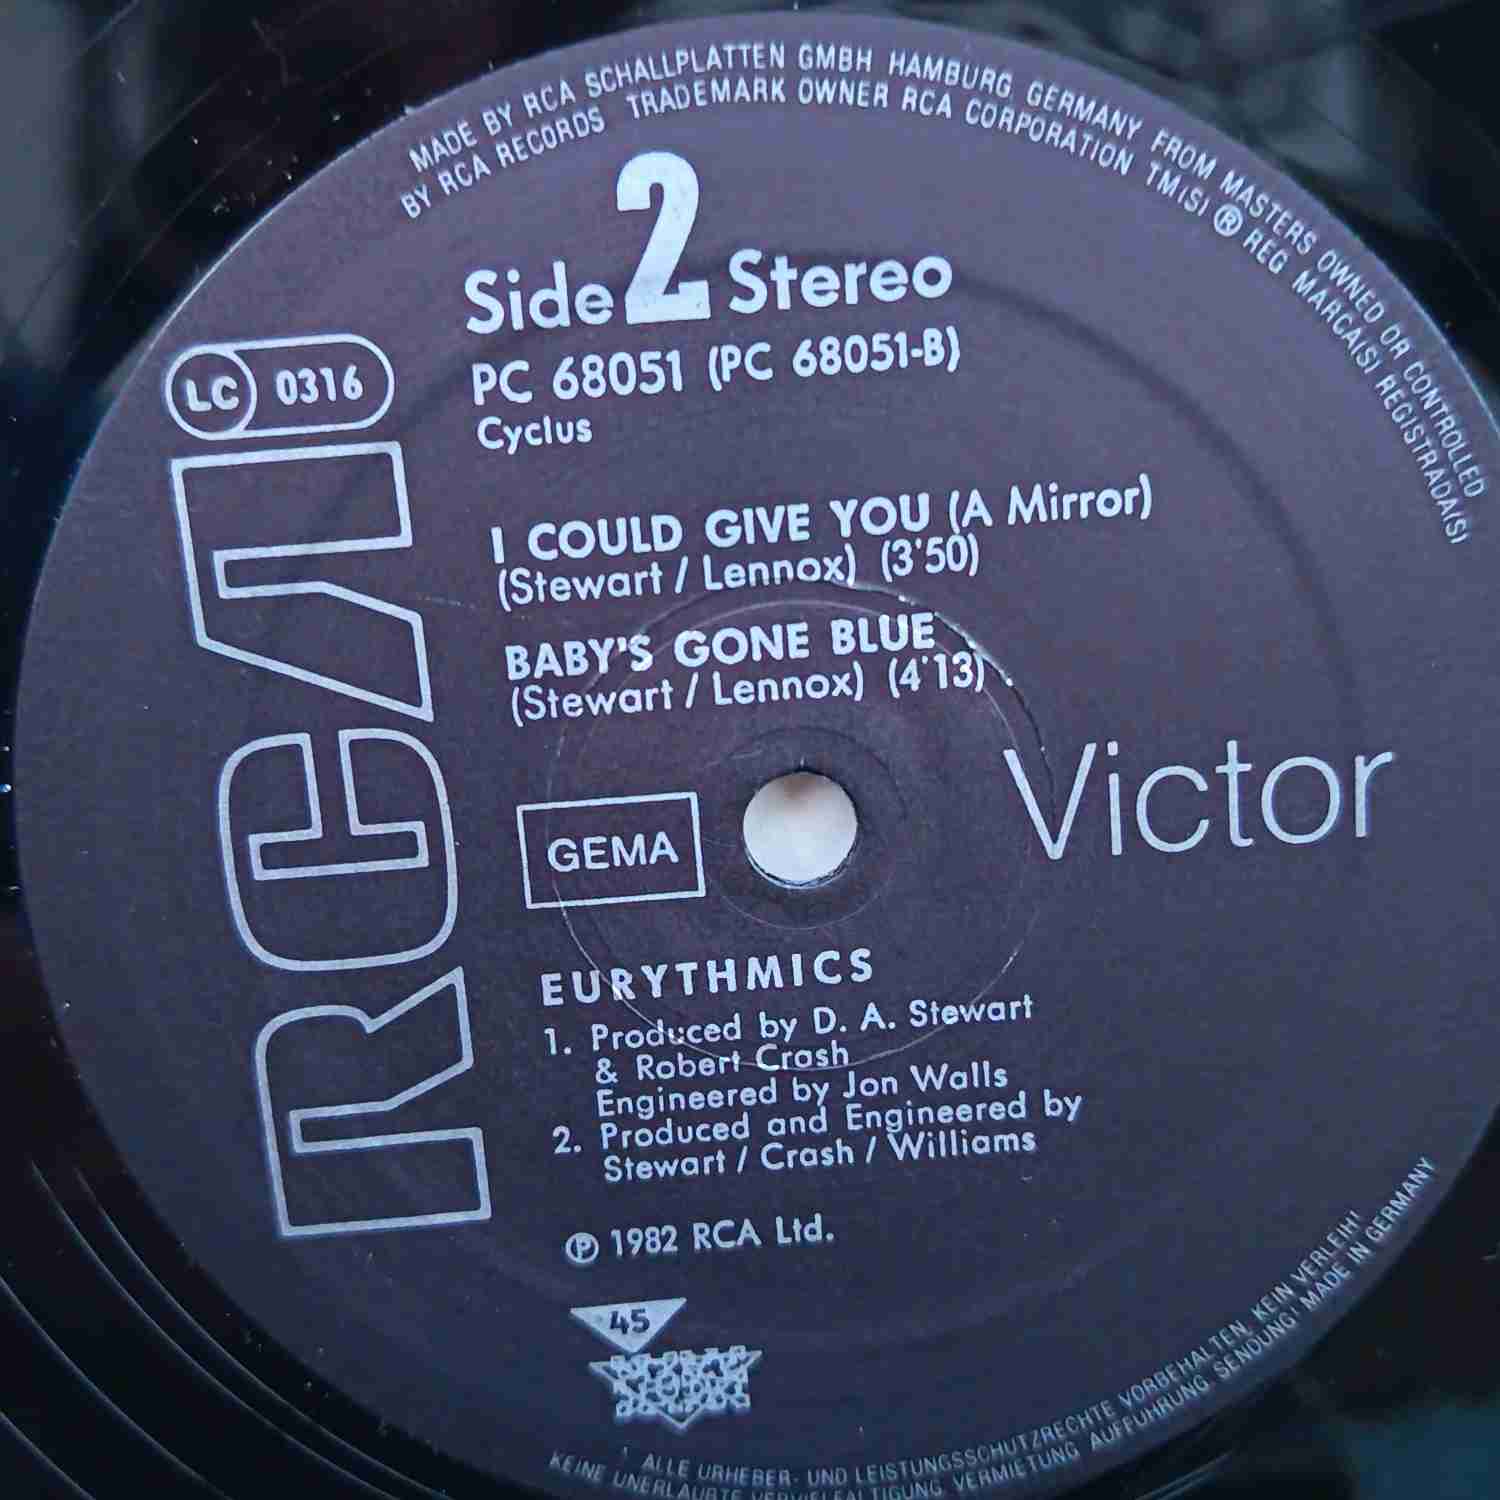 MADE BY RCA SCHALLPLATTEN GMBH HAMBURG, GERMANY FROM MASTERS OWNED OR CONTROLLED
BY RCA RECORDS TRADEMARK OWNER RCA CORPORATION TM(S) ® REG MARCA(S) REGISTRADA(S)
Side 2 Stereo
PC 68051 (PC 68051-B)
Cyclus
LC 0316
I COULD GIVE YOU (A Mirror)
(Stewart / Lennox) (3'50)
BABY'S GONE BLUE
(Stewart / Lennox) (4'13)
RCA
Victor
GEMA
EURYTHMICS
1. Produced by D. A. Stewart
& Robert Crash
Engineered by Jon Walls
2. Produced and Engineered by
Stewart / Crash / Williams
℗ 1982 RCA Ltd.
45
ALLE URHEBER- UND LEISTUNGSSCHUTZRECHTE VORBEHALTEN, KEIN VERLEIH!
KEINE UNERLAUBTE VERVIELFALTIGUNG, VERMIETUNG, AUFFUHRUNG, SENDUNG! MADE IN GERMANY